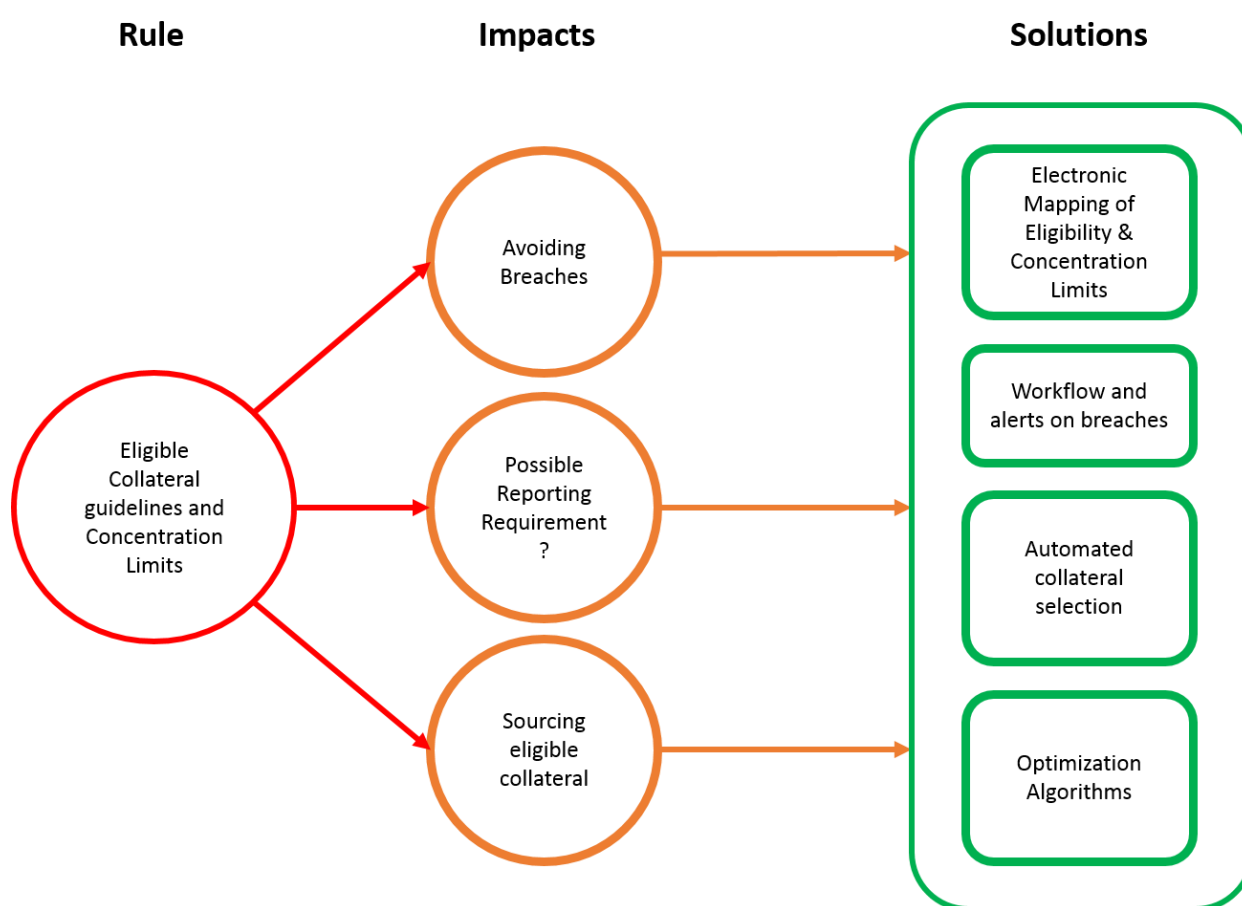 Rule
Impacts
Solutions
Eligible
Collateral
guidelines and
Concentration
Limits
Avoiding
Breaches
Possible
Reporting
Requirement
?
Sourcing
eligible
collateral
Electronic
Mapping of
Eligibility &
Concentration
Limits
Workflow and
alerts on breaches
Automated
collateral
selection
Optimization
Algorithms